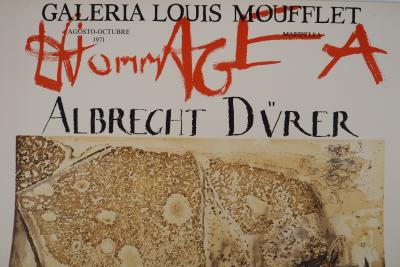 GALERIA LOUIS MOUFFLET
AGOSTO-OCTUBRE
1971
MARBELLA
HommAGE A
ALBRECHT DÜRER